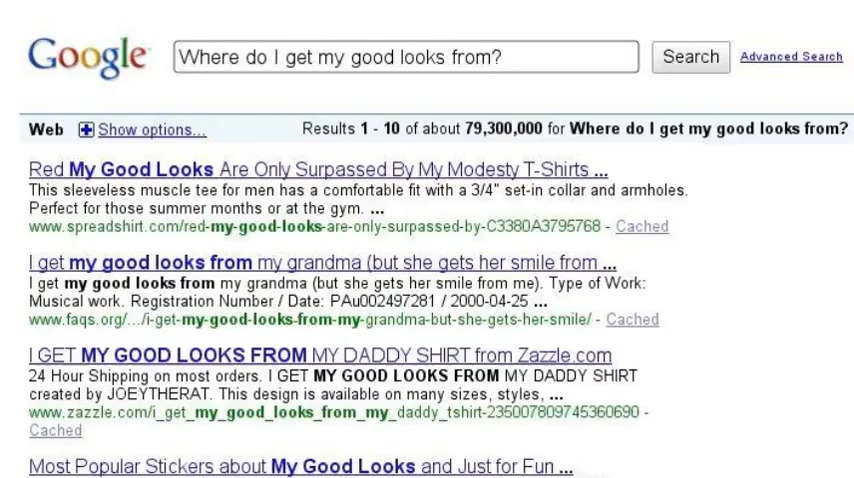 Google Where do I get my good looks from? Search Advanced Search
Web Show options... Results 1 - 10 of about 79,300,000 for Where do I get my good looks from?
Red My Good Looks Are Only Surpassed By My Modesty T-Shirts ...
This sleeveless muscle tee for men has a comfortable fit with a 3/4" set-in collar and armholes.
Perfect for those summer months or at the gym. ...
www.spreadshirt.com/red-my-good-looks-are-only-surpassed-by-C3380A3795768 - Cached
I get my good looks from my grandma (but she gets her smile from ...
I get my good looks from my grandma (but she gets her smile from me). Type of Work:
Musical work. Registration Number / Date: PAu002497281 / 2000-04-25 ...
www.faqs.org/.../i-get-my-good-looks-from-my-grandma-but-she-gets-her-smile/ - Cached
I GET MY GOOD LOOKS FROM MY DADDY SHIRT from Zazzle.com
24 Hour Shipping on most orders. I GET MY GOOD LOOKS FROM MY DADDY SHIRT
created by JOEYTHERAT. This design is available on many sizes, styles, ...
www.zazzle.com/i_get_my_good_looks_from_my_daddy_tshirt-235007809745360690 -
Cached
Most Popular Stickers about My Good Looks and Just for Fun ...